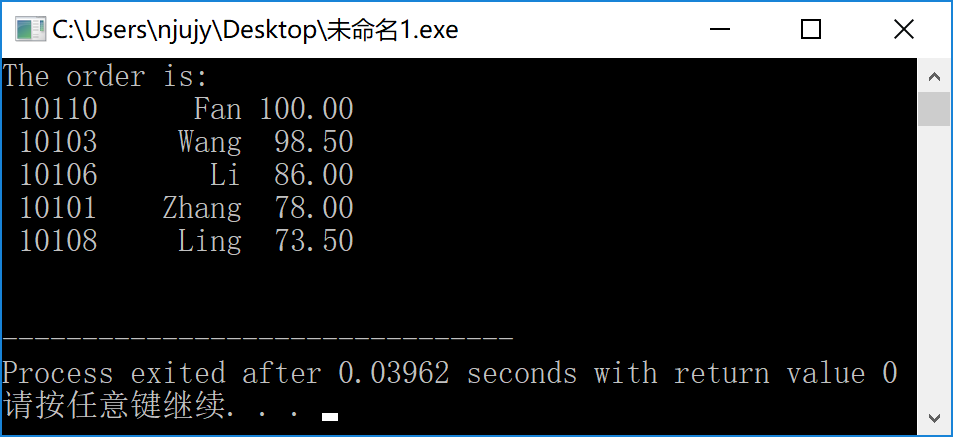 C:\Users\njujy\Desktop\未命名1.exe
The order is:
 10110      Fan 100.00
 10103     Wang  98.50
 10106       Li  86.00
 10101    Zhang  78.00
 10108     Ling  73.50
--------------------------------
Process exited after 0.03962 seconds with return value 0
请按任意键继续. . .